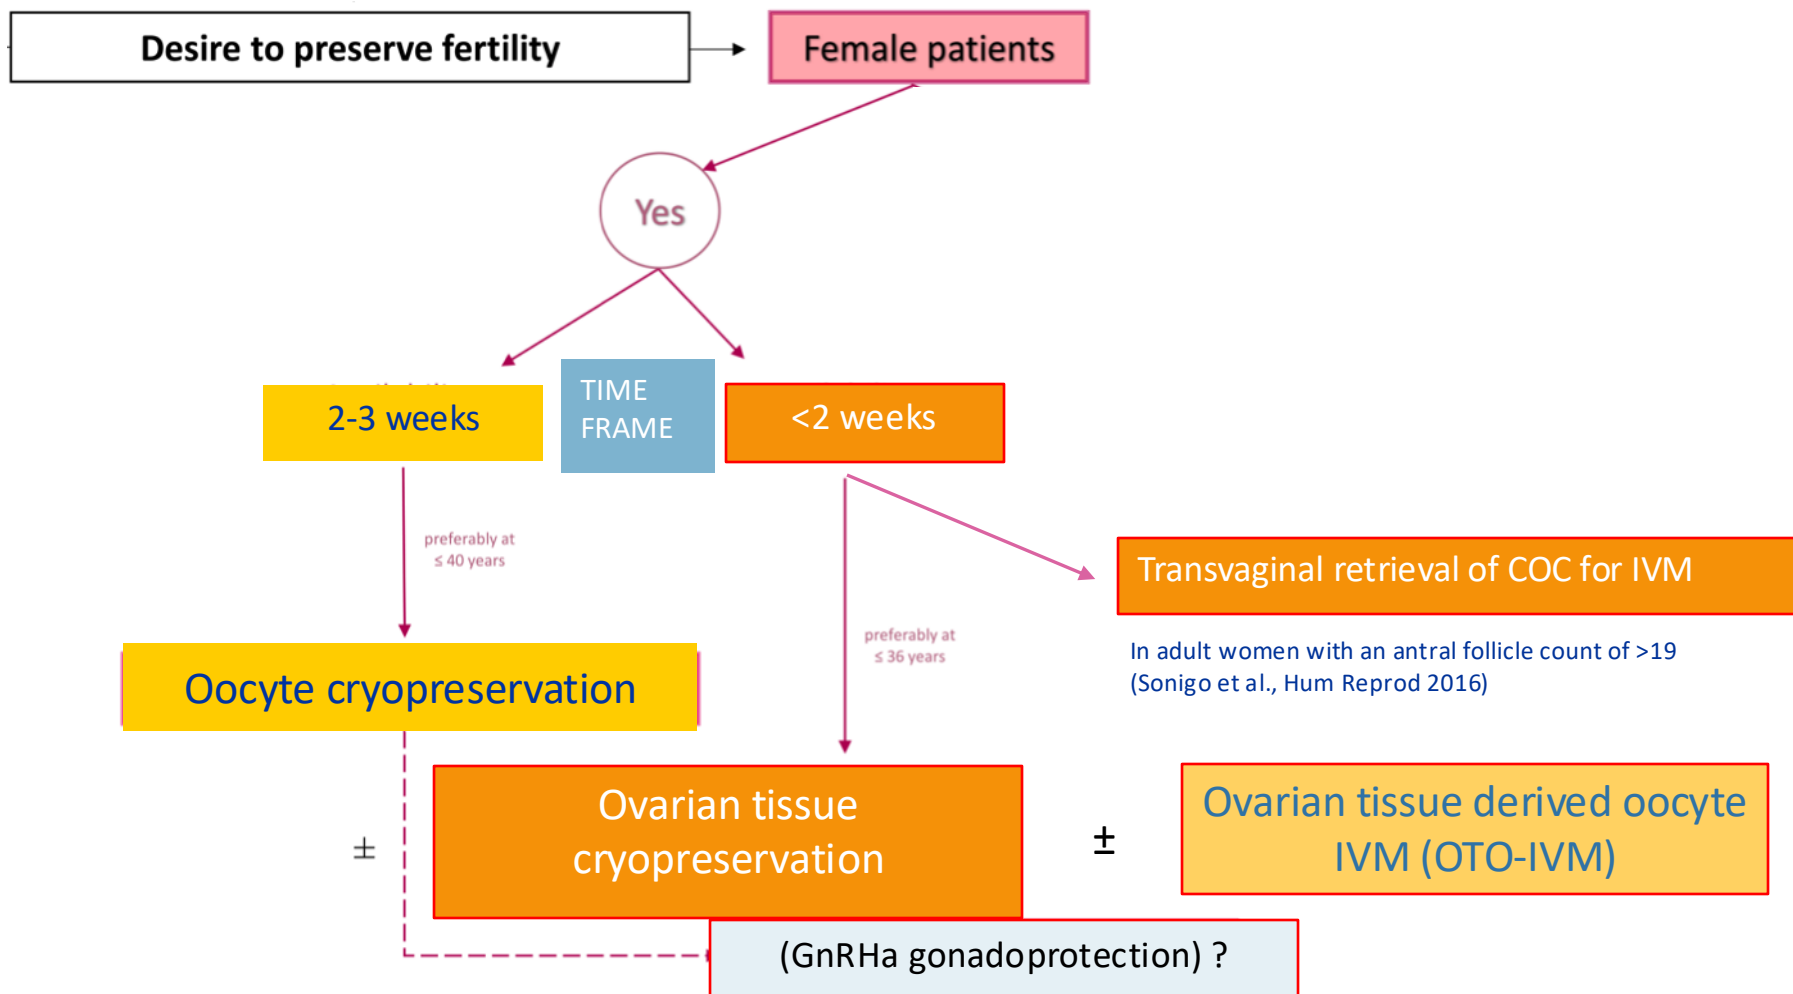 Desire to preserve fertility
Female patients
Yes
2-3 weeks
TIME
FRAME
<2 weeks
preferably at
≤ 40 years
Transvaginal retrieval of COC for IVM
preferably at
≤ 36 years
In adult women with an antral follicle count of >19
(Sonigo et al., Hum Reprod 2016)
Oocyte cryopreservation
±
Ovarian tissue
cryopreservation
±
Ovarian tissue derived oocyte
IVM (OTO-IVM)
(GnRHa gonadoprotection) ?